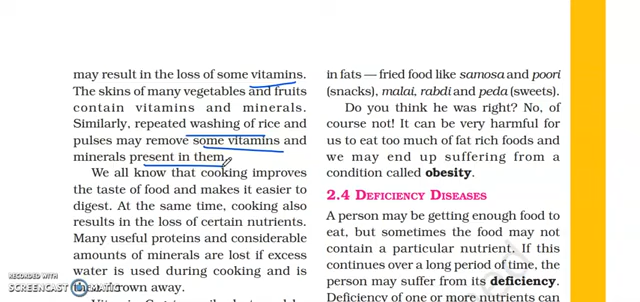 may result in the loss of some vitamins.
The skins of many vegetables and fruits
contain vitamins and minerals.
Similarly, repeated washing of rice and
pulses may remove some vitamins and
minerals present in them.
We all know that cooking improves
the taste of food and makes it easier to
digest. At the same time, cooking also
results in the loss of certain nutrients.
Many useful proteins and considerable
amounts of minerals are lost if excess
water is used during cooking and is
thrown away.
in fats — fried food like samosa and poori
(snacks), malai, rabdi and peda (sweets).
Do you think he was right? No, of
course not! It can be very harmful for
us to eat too much of fat rich foods and
we may end up suffering from a
condition called obesity.
2.4 DEFICIENCY DISEASES
A person may be getting enough food to
eat, but sometimes the food may not
contain a particular nutrient. If this
continues over a long period of time, the
person may suffer from its deficiency.
Deficiency of one or more nutrients can
RECORDED WITH
SCREENCAST MATIC